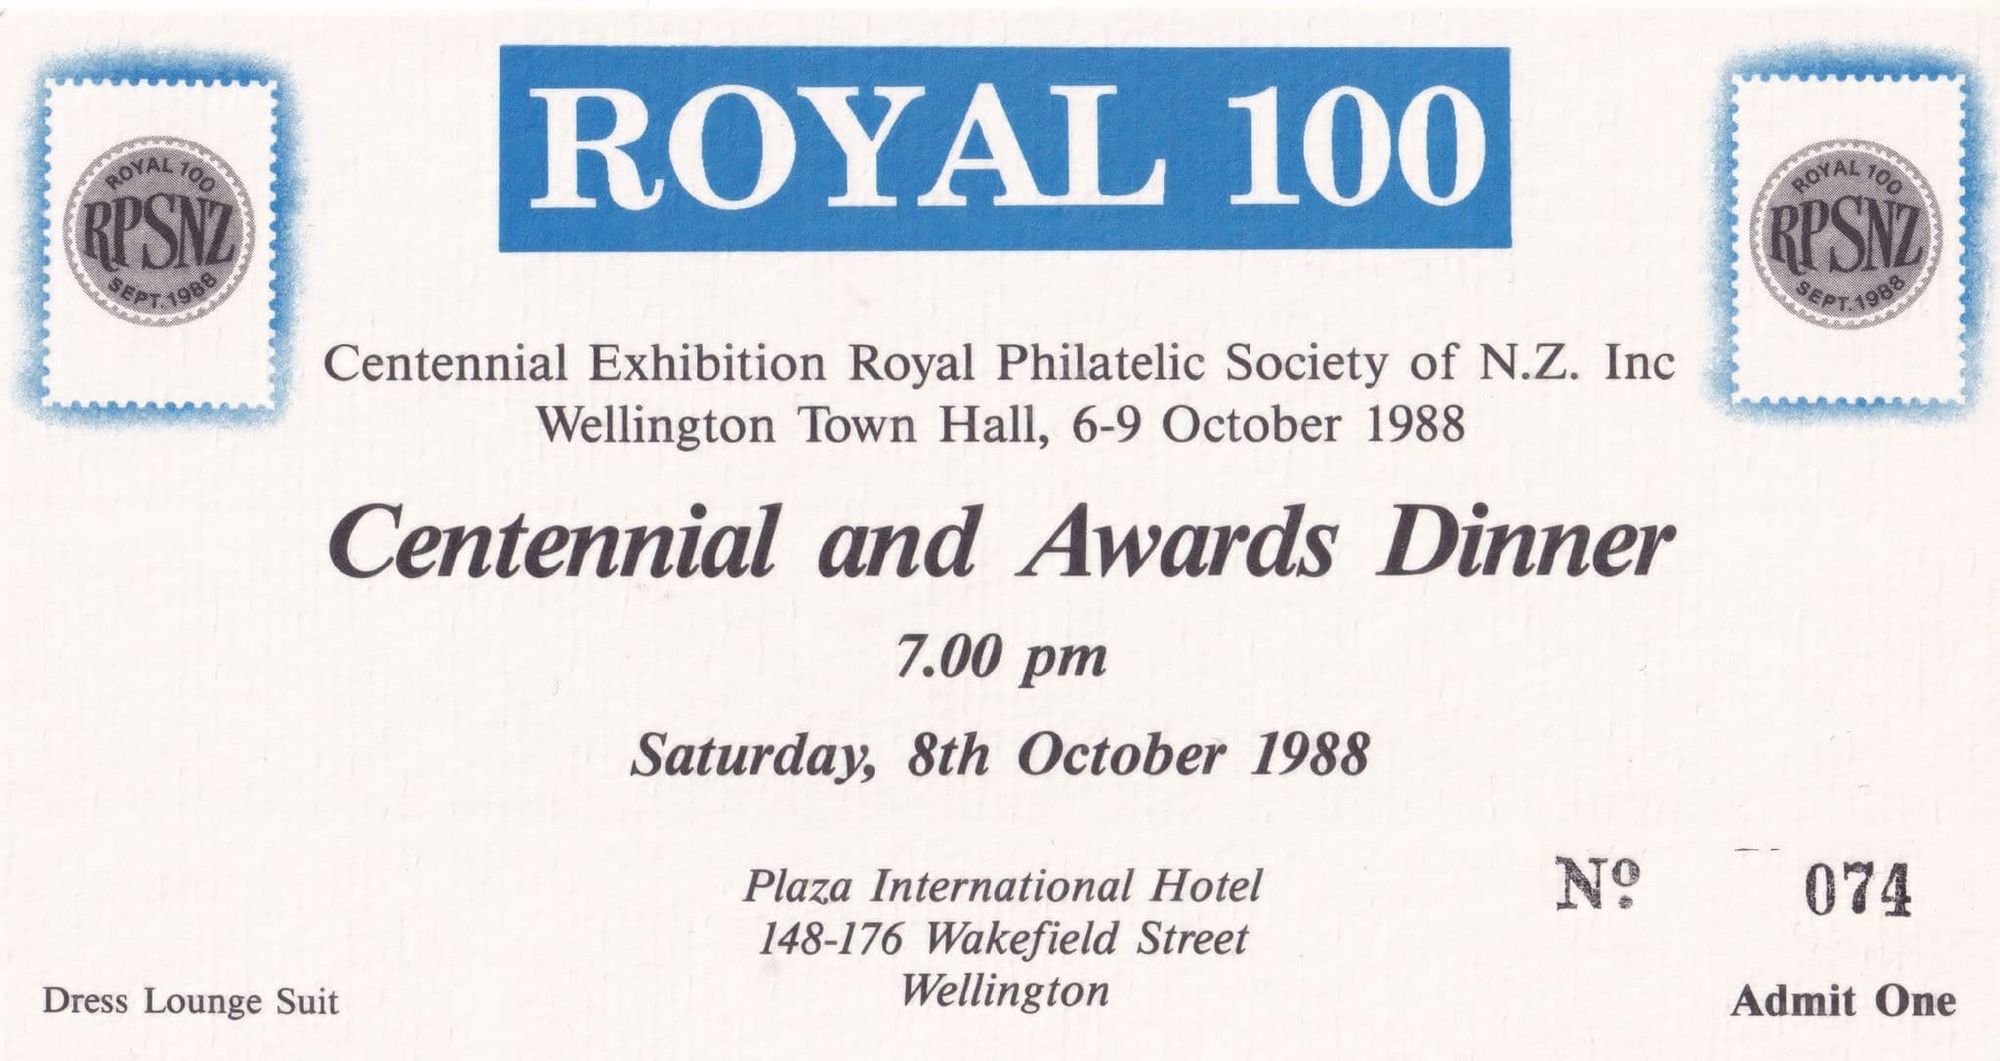 ROYAL 100
ROYAL 100
RPSNZ
SEPT. 1988
ROYAL 100
RPSNZ
SEPT. 1988
Centennial Exhibition Royal Philatelic Society of N.Z. Inc
Wellington Town Hall, 6-9 October 1988
Centennial and Awards Dinner
7.00 pm
Saturday, 8th October 1988
Plaza International Hotel
148-176 Wakefield Street
Wellington
Nº 074
Dress Lounge Suit
Admit One